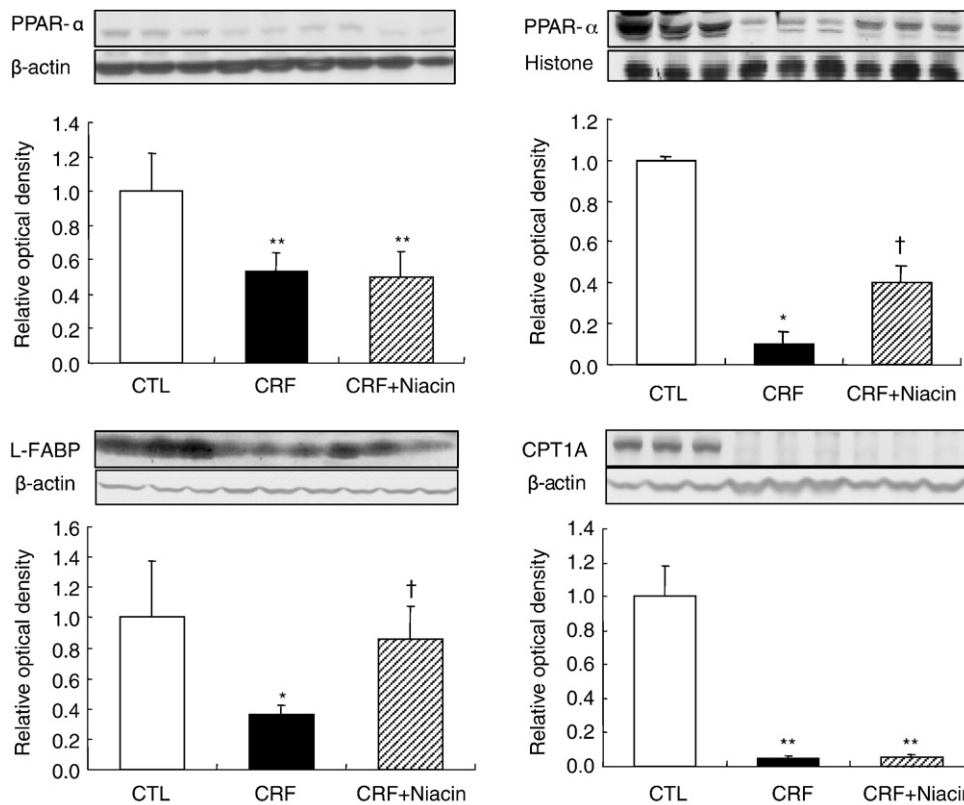 PPAR-α
β-actin
Relative optical density
1.4
1.2
1.0
0.8
0.6
0.4
0.2
0.0
**
**
CTL CRF CRF+Niacin
PPAR-α
Histone
Relative optical density
1.2
1.0
0.8
0.6
0.4
0.2
0.0
*
†
CTL CRF CRF+Niacin
L-FABP
β-actin
Relative optical density
1.6
1.4
1.2
1.0
0.8
0.6
0.4
0.2
0.0
*
†
CTL CRF CRF+Niacin
CPT1A
β-actin
Relative optical density
1.4
1.2
1.0
0.8
0.6
0.4
0.2
0.0
**
**
CTL CRF CRF+Niacin